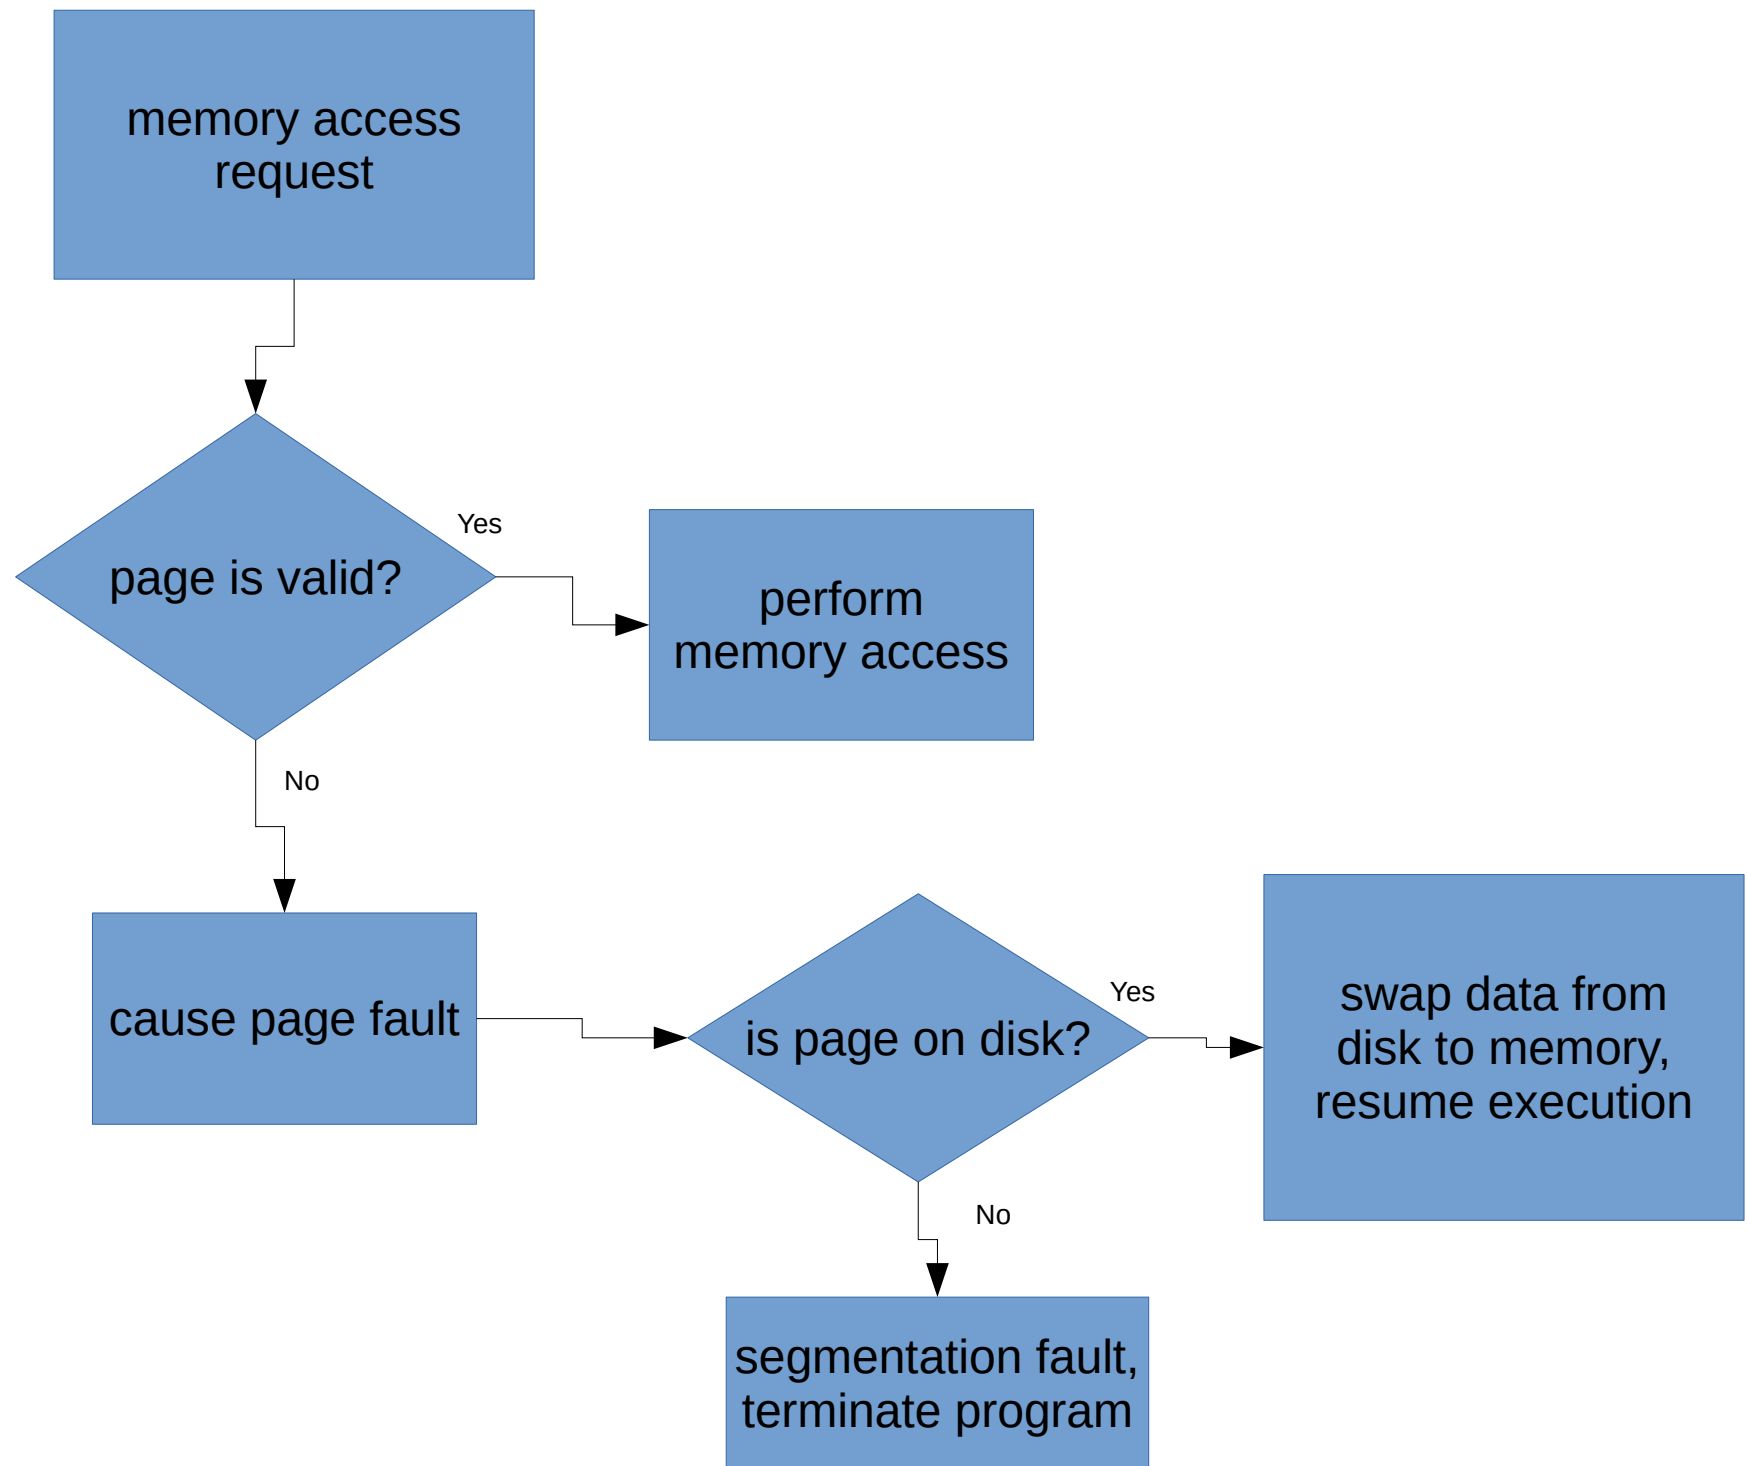 memory access
request
Yes
page is valid?
perform
memory access
No
cause page fault
is page on disk?
Yes
swap data from
disk to memory,
resume execution
No
segmentation fault,
terminate program